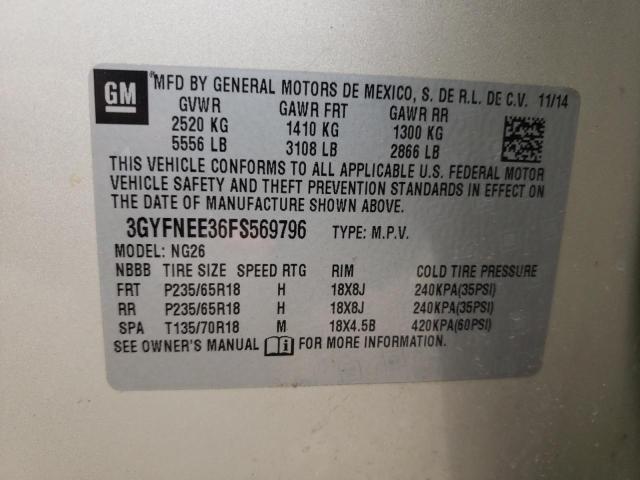 GM
*MFD BY GENERAL MOTORS DE MEXICO, S. DE R.L. DE C.V. 11/14
GVWR GAWR FRT GAWR RR
2520 KG 1410 KG 1300 KG
5556 LB 3108 LB 2866 LB
THIS VEHICLE CONFORMS TO ALL APPLICABLE U.S. FEDERAL MOTOR
VEHICLE SAFETY AND THEFT PREVENTION STANDARDS IN EFFECT ON
THE DATE OF MANUFACTURE SHOWN ABOVE.
3GYFNEE36FS569796 TYPE: M.P.V.
MODEL: NG26
NBBB TIRE SIZE SPEED RTG RIM COLD TIRE PRESSURE
FRT P235/65R18 H 18X8J 240KPA(35PSI)
RR P235/65R18 H 18X8J 240KPA(35PSI)
SPA T135/70R18 M 18X4.5B 420KPA(60PSI)
SEE OWNER'S MANUAL FOR MORE INFORMATION.